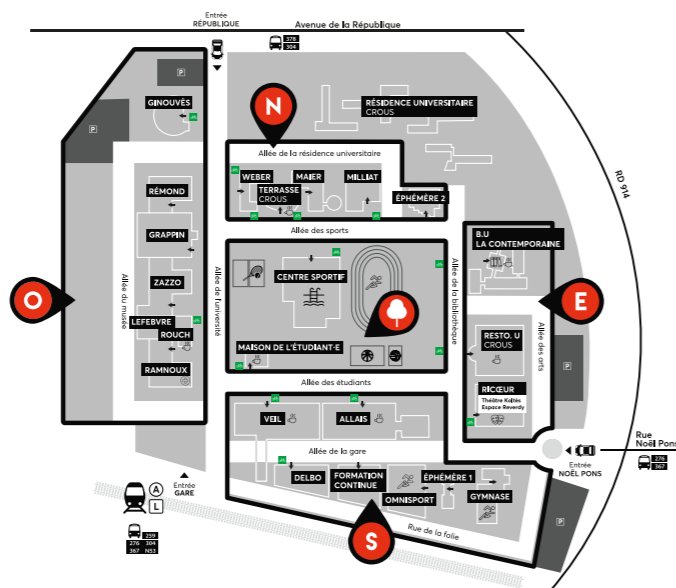 Entrée
RÉPUBLIQUE
Avenue de la République
378
304
P
GINOUVÈS
P
N
RÉSIDENCE UNIVERSITAIRE
CROUS
Allée de la résidence universitaire
WEBER
MAIER
MILLIAT
TERRASSE
CROUS
ÉPHÉMÈRE 2
RD 914
RÉMOND
Allée des sports
GRAPPIN
B.U
LA CONTEMPORAINE
CENTRE SPORTIF
ZAZZO
O
Allée du musée
Allée de l'université
Allée de la bibliothèque
E
Allée des arts
LEFEBVRE
ROUCH
MAISON DE L'ÉTUDIANT·E
RESTO. U
CROUS
RAMNOUX
P
Allée des étudiants
RICŒUR
Théâtre Koltès
Espace Reverdy
VEIL
ALLAIS
Allée de la gare
Rue
Noël Pons
276
367
Entrée
NOËL PONS
Entrée
GARE
DELBO
FORMATION
CONTINUE
OMNISPORT
ÉPHÉMÈRE 1
GYMNASE
A
L
S
Rue de la folie
P
259
276 304
367 N53